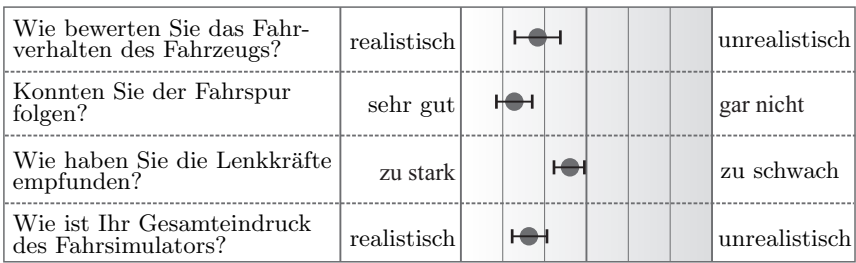 Wie bewerten Sie das Fahr-
verhalten des Fahrzeugs?
realistisch
unrealistisch
Konnten Sie der Fahrspur
folgen?
sehr gut
gar nicht
Wie haben Sie die Lenkkräfte
empfunden?
zu stark
zu schwach
Wie ist Ihr Gesamteindruck
des Fahrsimulators?
realistisch
unrealistisch